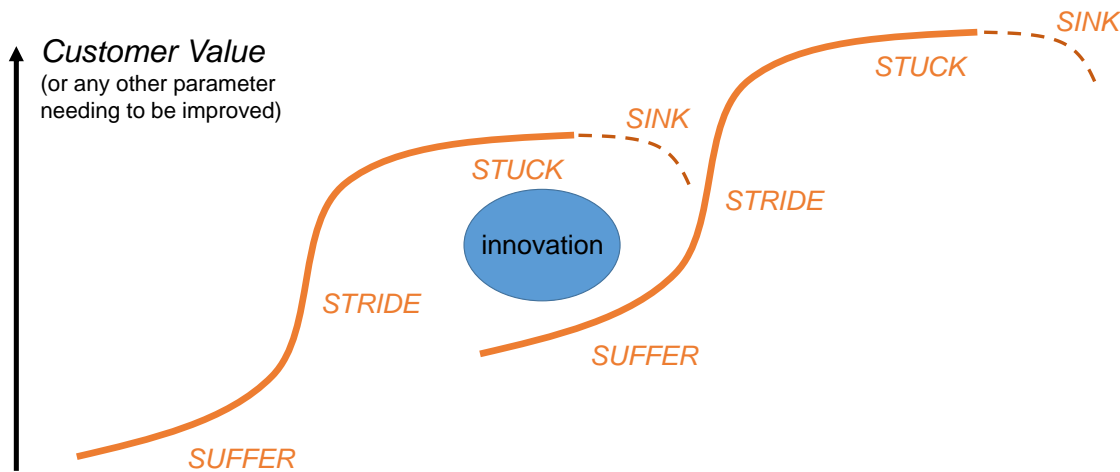 Customer Value
(or any other parameter
needing to be improved)
SINK
STUCK
SINK
STUCK
STRIDE
innovation
STRIDE
SUFFER
SUFFER